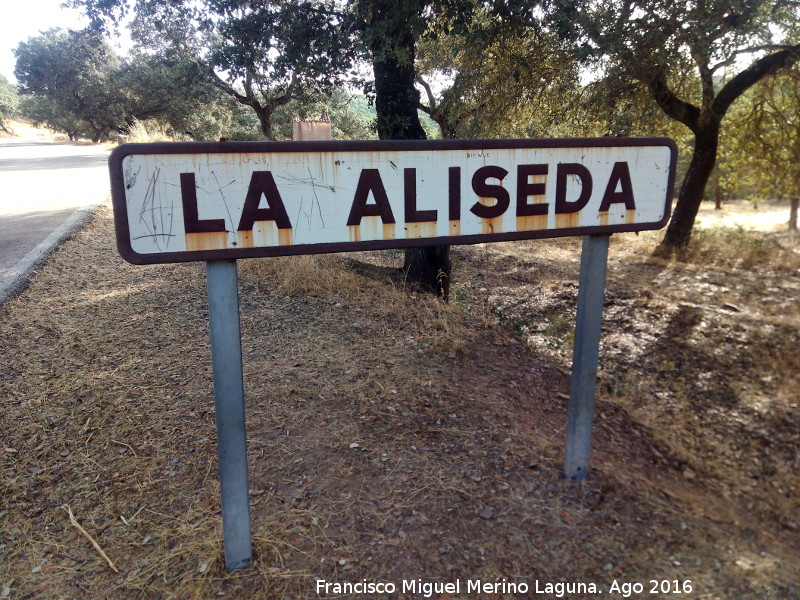 LA ALISEDA
Francisco Miguel Merino Laguna. Ago 2016